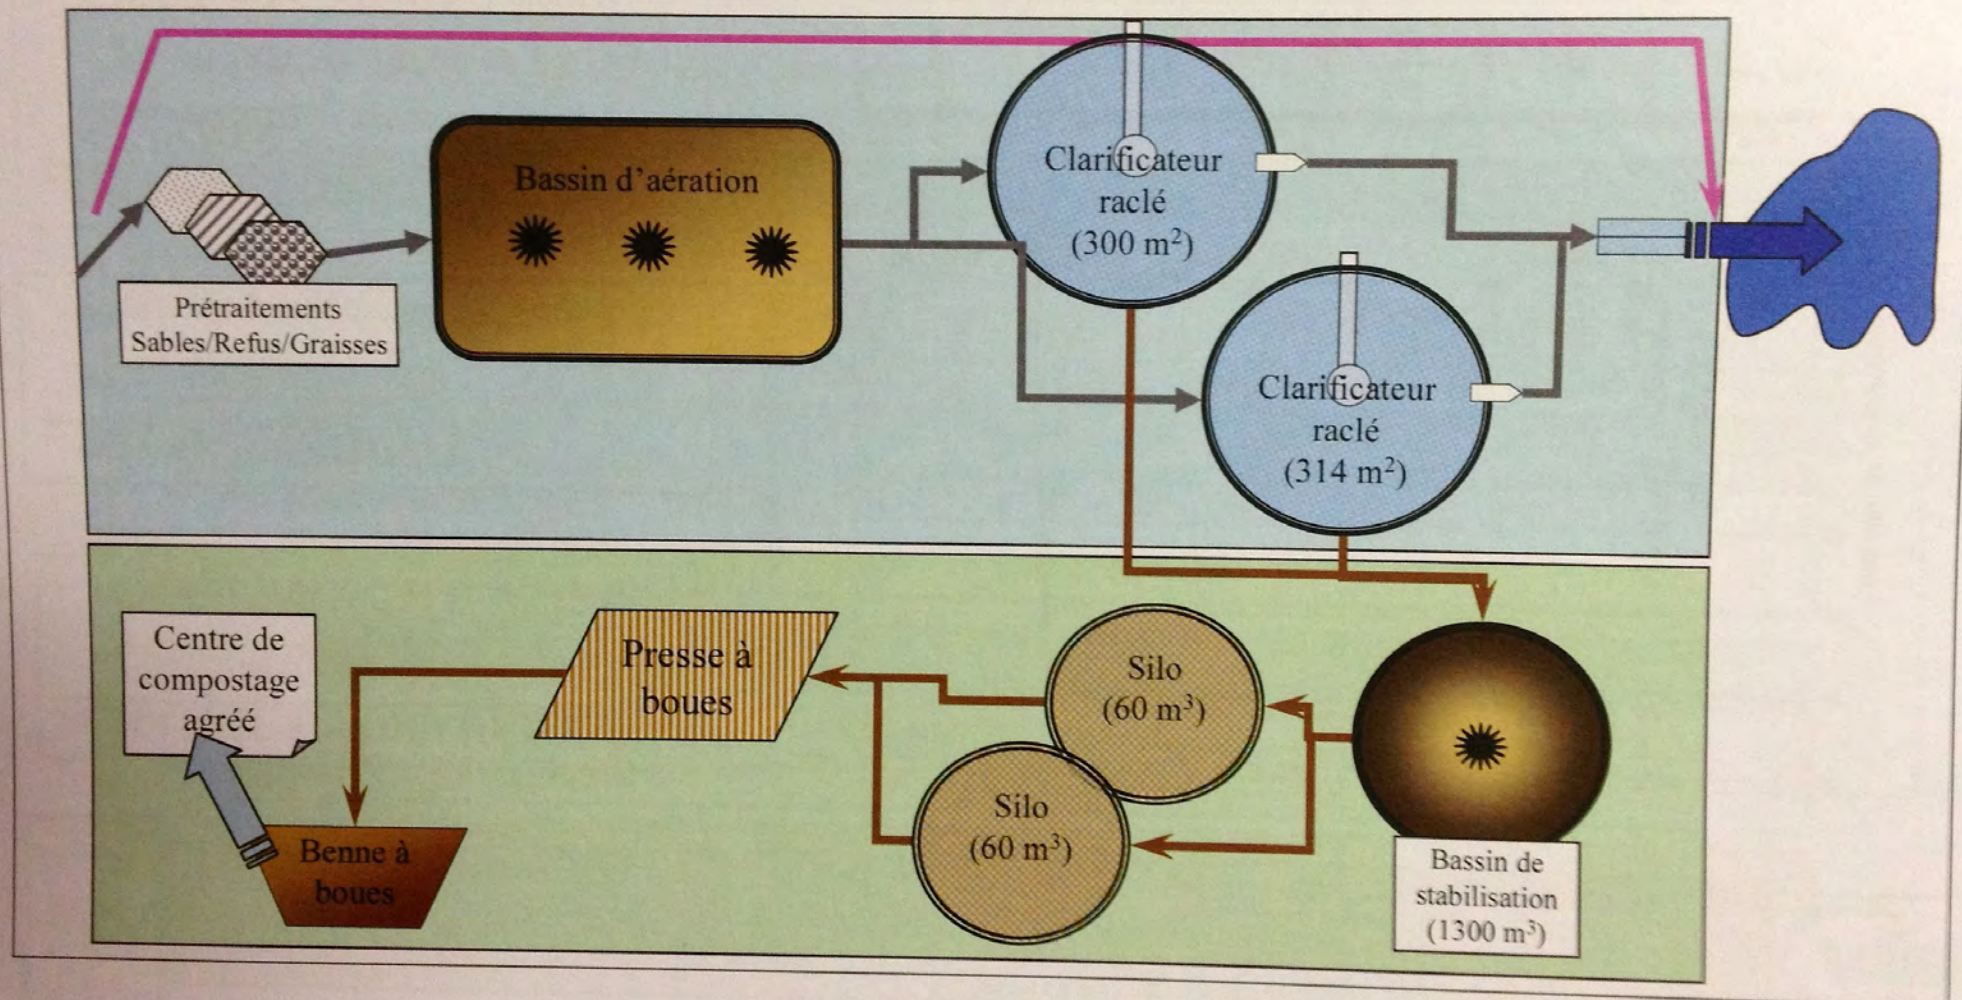 Prétraitements
Sables/Refus/Graisses
Bassin d'aération
Clarificateur
raclé
(300 m²)
Clarificateur
raclé
(314 m²)
Centre de
compostage
agréé
Presse à
boues
Silo
(60 m³)
Silo
(60 m³)
Benne à
boues
Bassin de
stabilisation
(1300 m³)